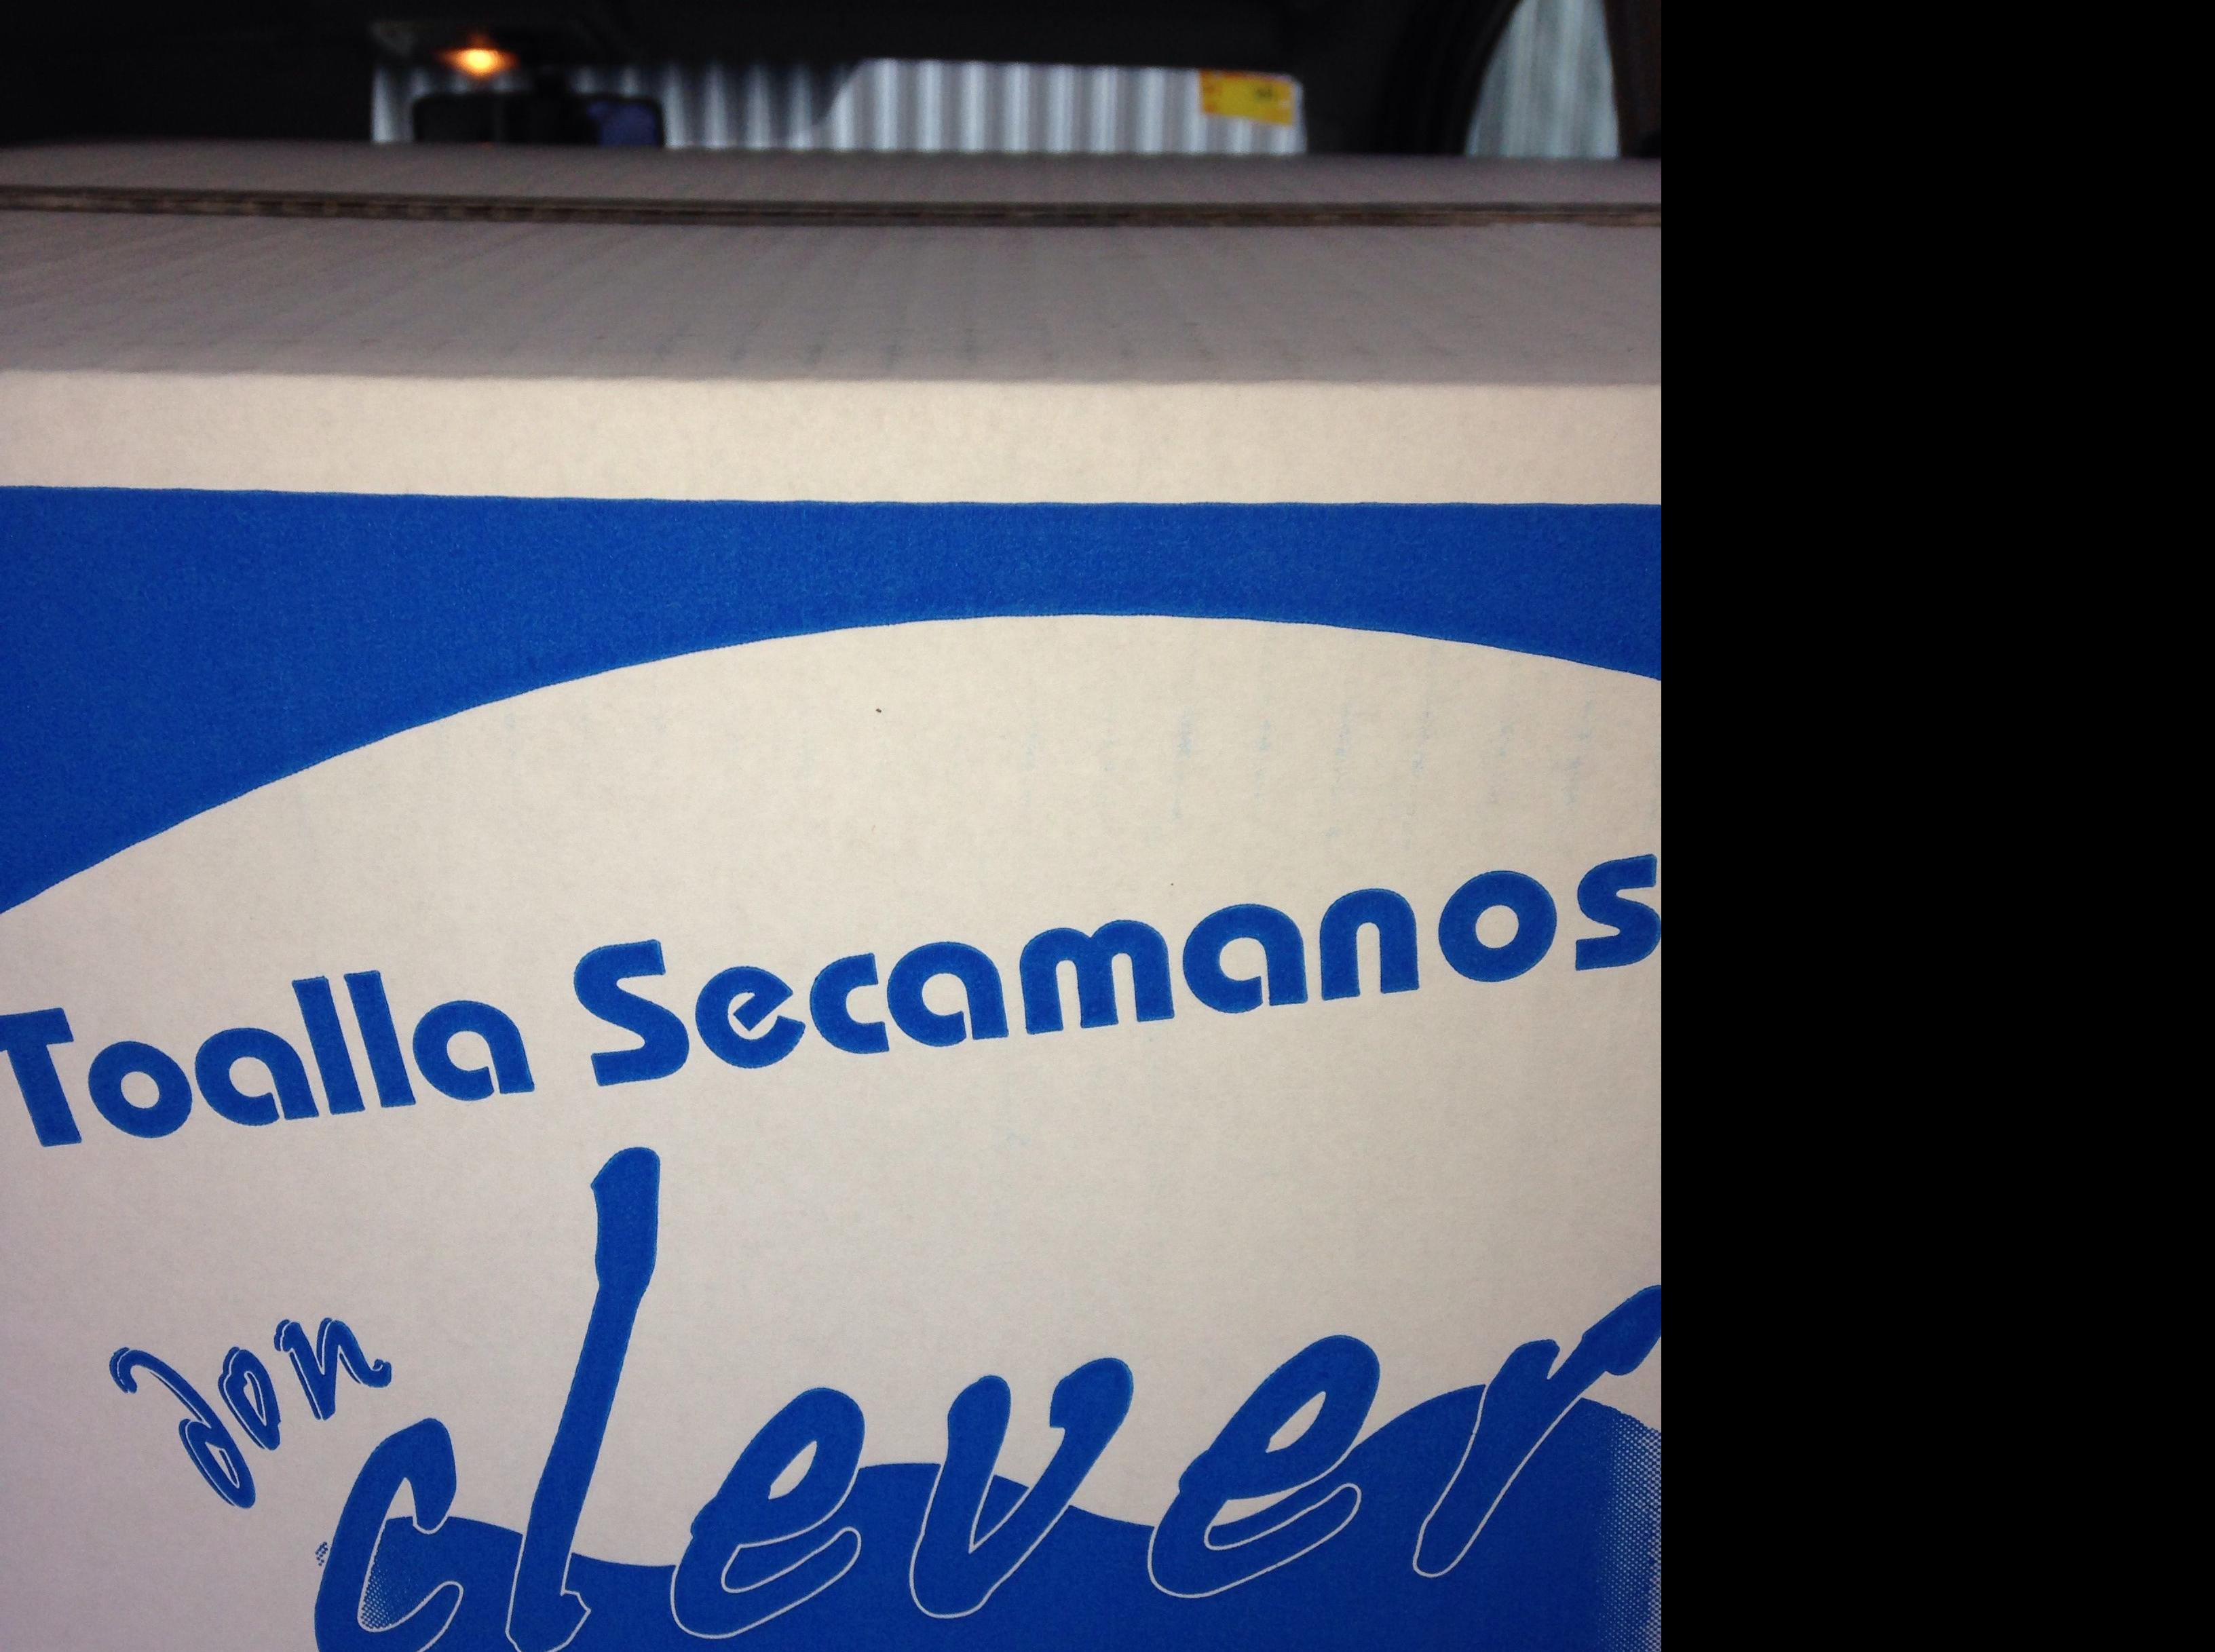 Toalla Secamanos
don
clever